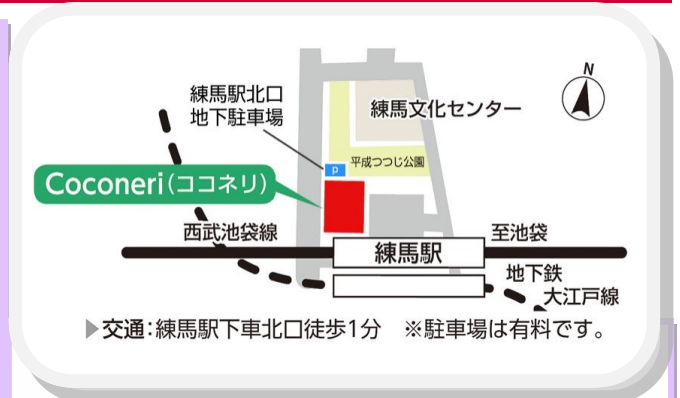 N
練馬駅北口
地下駐車場
練馬文化センター
平成つつじ公園
P
Coconeri(ココネリ)
西武池袋線
練馬駅
至池袋
地下鉄
大江戸線
▶交通:練馬駅下車北口徒歩1分 ※駐車場は有料です。